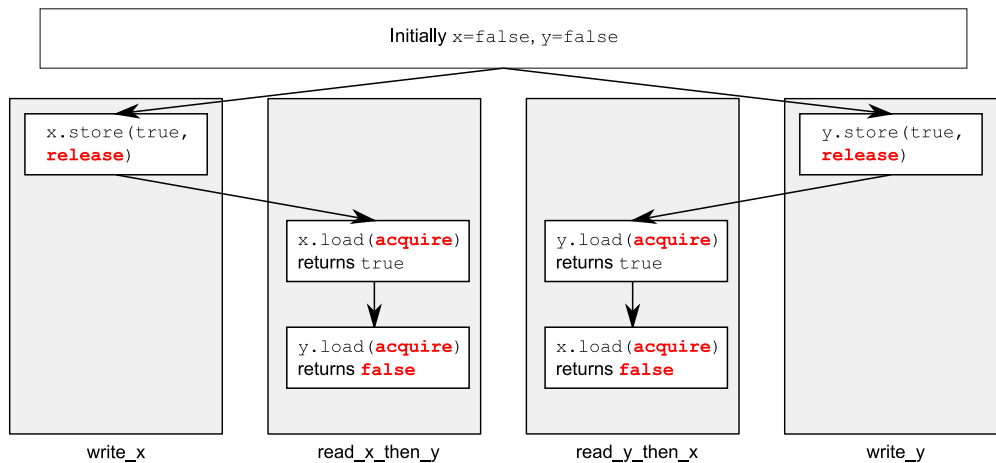 Initially x=false, y=false
x.store(true,
release)
y.store(true,
release)
x.load(acquire)
returns true
y.load(acquire)
returns true
y.load(acquire)
returns false
x.load(acquire)
returns false
write_x
read_x_then_y
read_y_then_x
write_y